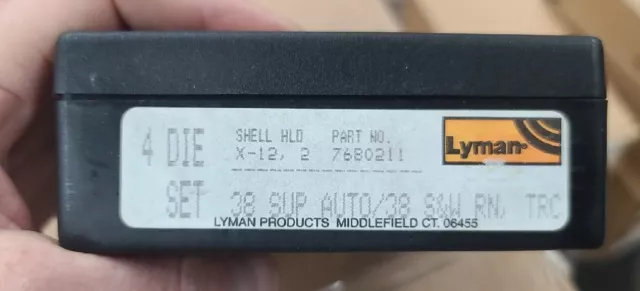 4 DIE SHELL HLD PART NO.
X-12, 2 7680211
Lyman
SET 38 SUP AUTO/38 S&W RN, TRC
LYMAN PRODUCTS MIDDLEFIELD CT. 06455